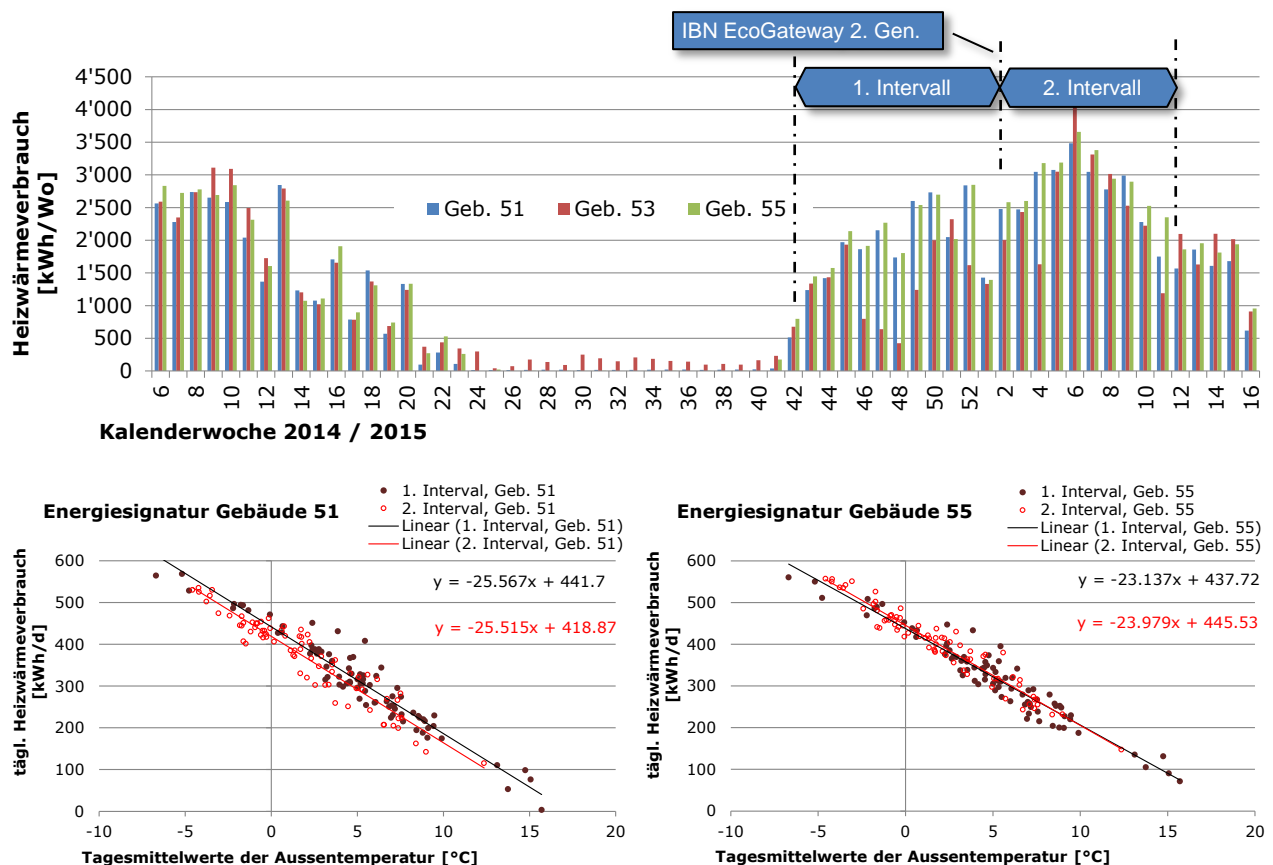 IBN EcoGateway 2. Gen.
1. Intervall
2. Intervall
Heizwärmeverbrauch
[kWh/Wo]
4'500
4'000
3'500
3'000
2'500
2'000
1'500
1'000
500
0
Geb. 51 Geb. 53 Geb. 55
6 8 10 12 14 16 18 20 22 24 26 28 30 32 34 36 38 40 42 44 46 48 50 52 2 4 6 8 10 12 14 16
Kalenderwoche 2014 / 2015
Energiesignatur Gebäude 51
1. Interval, Geb. 51
2. Interval, Geb. 51
Linear (1. Interval, Geb. 51)
Linear (2. Interval, Geb. 51)
tägl. Heizwärmeverbrauch
[kWh/d]
600
500
400
300
200
100
0
y = -25.567x + 441.7
y = -25.515x + 418.87
-10 -5 0 5 10 15 20
Tagesmittelwerte der Aussentemperatur [°C]
Energiesignatur Gebäude 55
1. Interval, Geb. 55
2. Interval, Geb. 55
Linear (1. Interval, Geb. 55)
Linear (2. Interval, Geb. 55)
tägl. Heizwärmeverbrauch
[kWh/d]
600
500
400
300
200
100
0
y = -23.137x + 437.72
y = -23.979x + 445.53
-10 -5 0 5 10 15 20
Tagesmittelwerte der Aussentemperatur [°C]